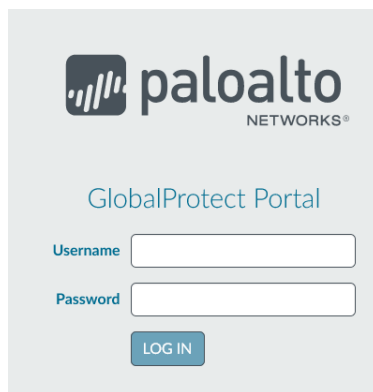 paloalto
NETWORKS®
GlobalProtect Portal
Username
Password
LOG IN